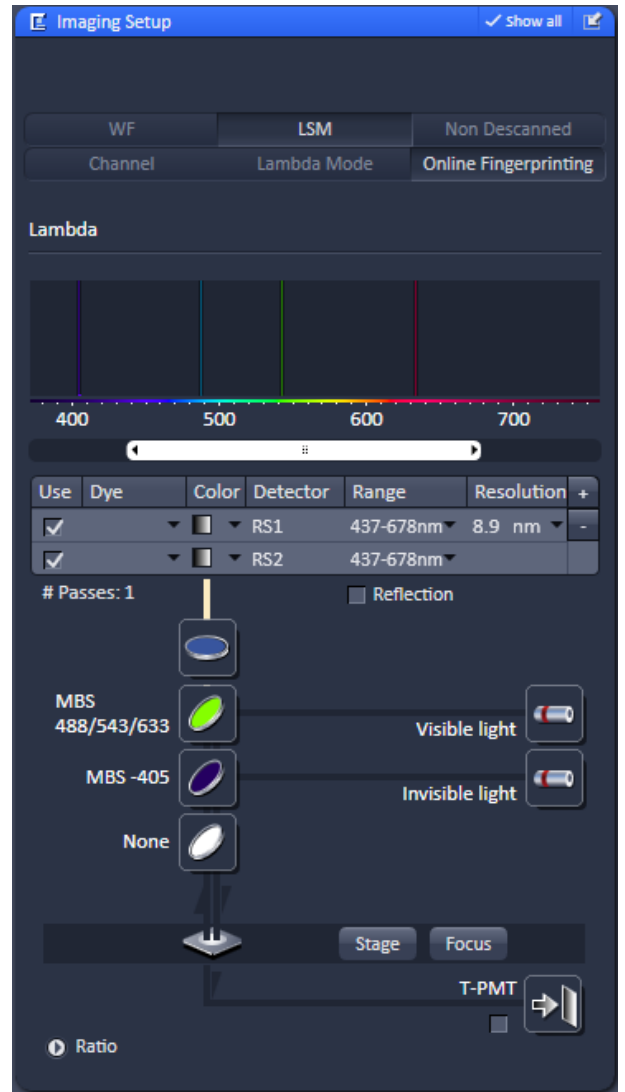 Imaging Setup Show all
WF LSM Non Descanned
Channel Lambda Mode Online Fingerprinting
Lambda
400 500 600 700
Use Dye Color Detector Range Resolution +
RS1 437-678nm 8.9 nm -
RS2 437-678nm
# Passes: 1 Reflection
MBS
488/543/633
Visible light
MBS -405
Invisible light
None
Stage Focus
T-PMT
Ratio